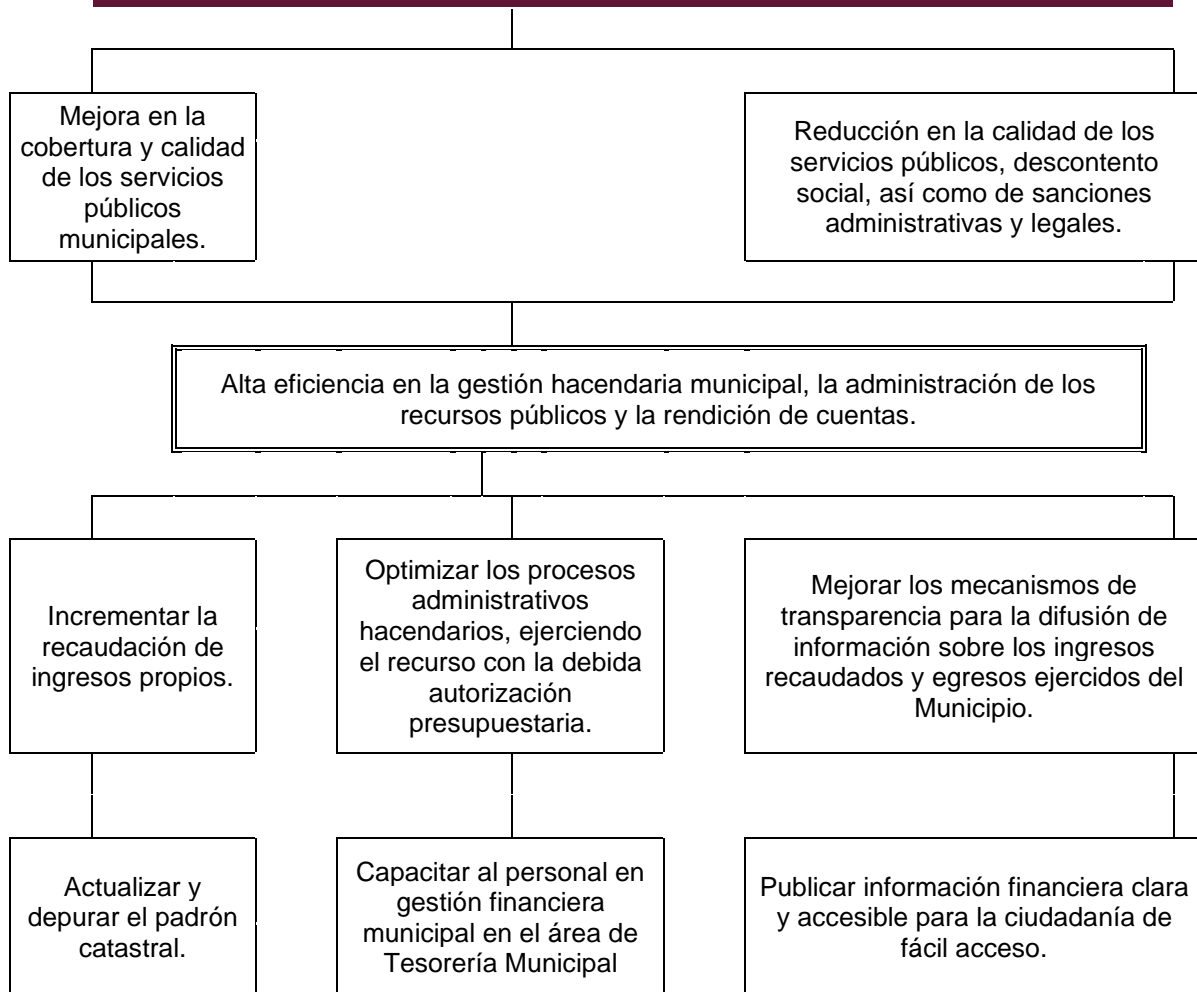 Mejora en la
cobertura y calidad
de los servicios
públicos
municipales.
Reducción en la calidad de los
servicios públicos, descontento
social, así como de sanciones
administrativas y legales.
Alta eficiencia en la gestión hacendaria municipal, la administración de los
recursos públicos y la rendición de cuentas.
Incrementar la
recaudación de
ingresos propios.
Optimizar los procesos
administrativos
hacendarios, ejerciendo
el recurso con la debida
autorización
presupuestaria.
Mejorar los mecanismos de
transparencia para la difusión de
información sobre los ingresos
recaudados y egresos ejercidos del
Municipio.
Actualizar y
depurar el padrón
catastral.
Capacitar al personal en
gestión financiera
municipal en el área de
Tesorería Municipal
Publicar información financiera clara
y accesible para la ciudadanía de
fácil acceso.